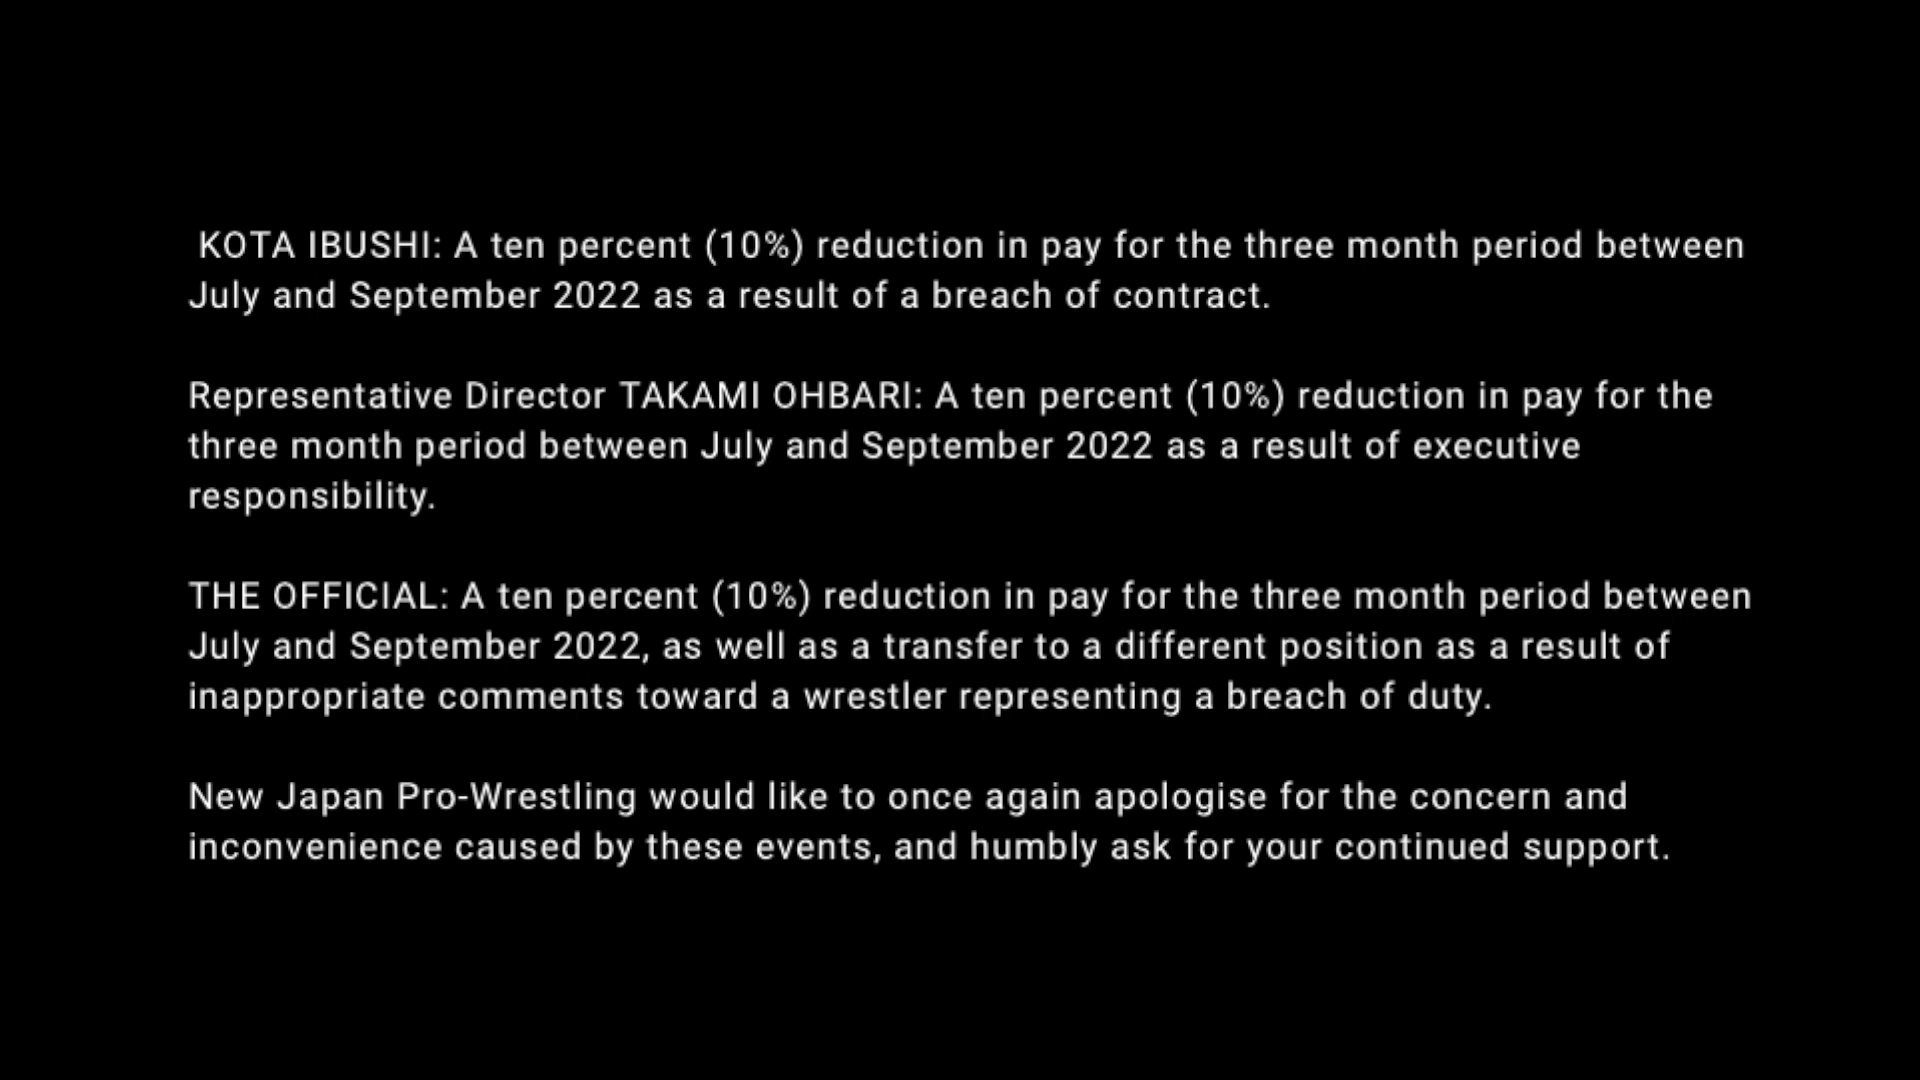 KOTA IBUSHI: A ten percent (10%) reduction in pay for the three month period between
July and September 2022 as a result of a breach of contract.
Representative Director TAKAMI OHBARI: A ten percent (10%) reduction in pay for the
three month period between July and September 2022 as a result of executive
responsibility.
THE OFFICIAL: A ten percent (10%) reduction in pay for the three month period between
July and September 2022, as well as a transfer to a different position as a result of
inappropriate comments toward a wrestler representing a breach of duty.
New Japan Pro-Wrestling would like to once again apologise for the concern and
inconvenience caused by these events, and humbly ask for your continued support.